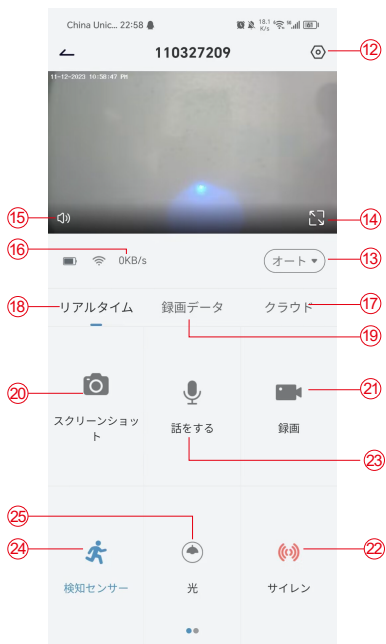 China Unic... 22:58
18.1 K/s
110327209
⑫
11-12-2023 10:58:47 PM
⑮
⑭
⑯
0KB/s
オート ▼
⑬
⑱
リアルタイム
録画データ
クラウド
⑰
⑲
⑳
㉑
スクリーンショッ
ト
話をする
録画
㉓
㉕
㉔
㉒
検知センサー
光
サイレン